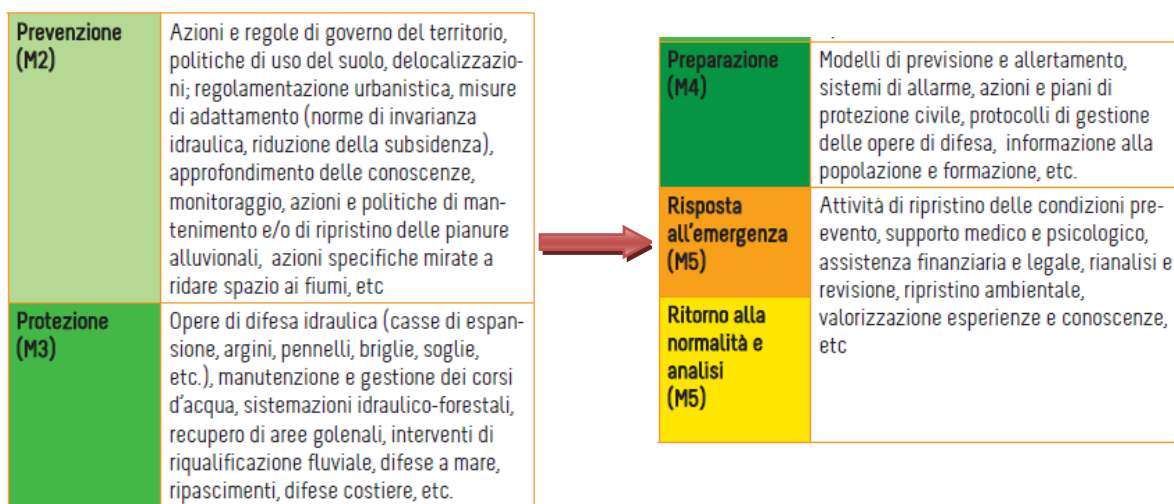 Prevenzione
(M2)
Azioni e regole di governo del territorio,
politiche di uso del suolo, delocalizzazio-
ni; regolamentazione urbanistica, misure
di adattamento (norme di invarianza
idraulica, riduzione della subsidenza),
approfondimento delle conoscenze,
monitoraggio, azioni e politiche di man-
tenimento e/o di ripristino delle pianure
alluvionali, azioni specifiche mirate a
ridare spazio ai fiumi, etc
Protezione
(M3)
Opere di difesa idraulica (casse di espan-
sione, argini, pennelli, briglie, soglie,
etc.), manutenzione e gestione dei corsi
d'acqua, sistemazioni idraulico-forestali,
recupero di aree golenali, interventi di
riqualificazione fluviale, difese a mare,
ripascimenti, difese costiere, etc.
Preparazione
(M4)
Modelli di previsione e allertamento,
sistemi di allarme, azioni e piani di
protezione civile, protocolli di gestione
delle opere di difesa, informazione alla
popolazione e formazione, etc.
Risposta
all'emergenza
(M5)
Ritorno alla
normalità e
analisi
(M5)
Attività di ripristino delle condizioni pre-
evento, supporto medico e psicologico,
assistenza finanziaria e legale, rianalisi e
revisione, ripristino ambientale,
valorizzazione esperienze e conoscenze,
etc